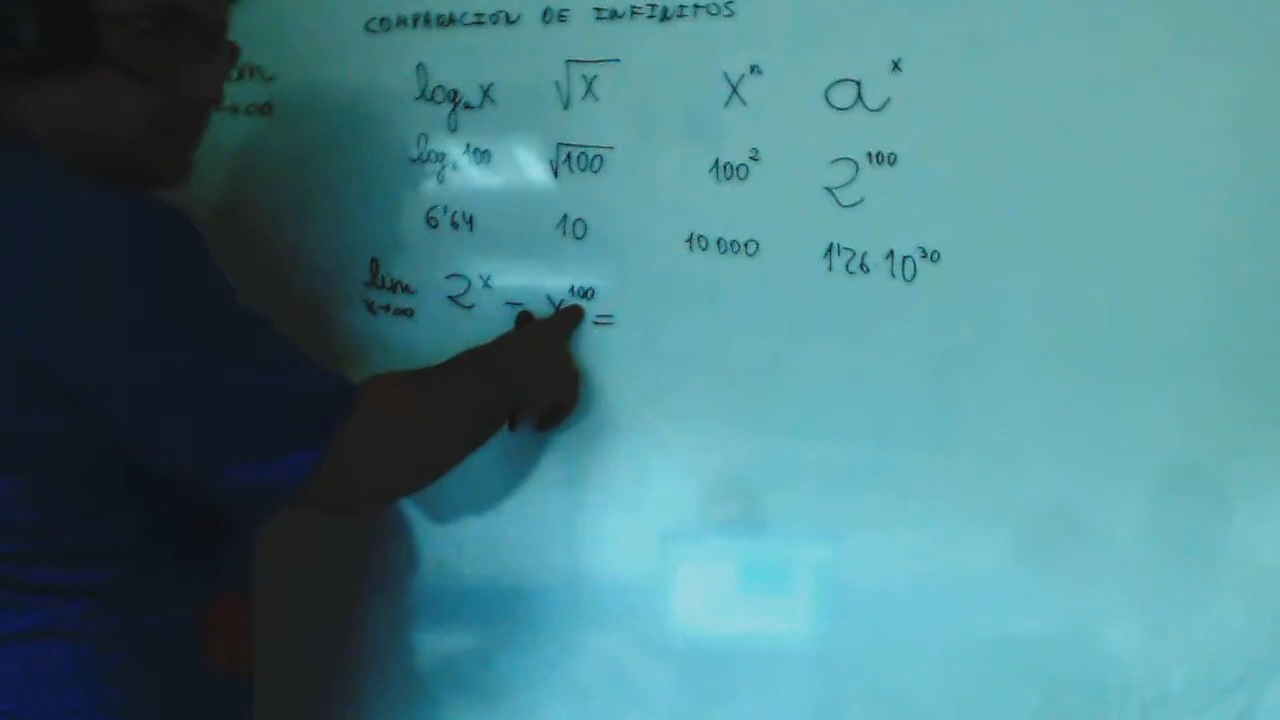 COMPARACION DE INFINITOS
logₐx √x xⁿ aˣ
log₂100 √100 100² 2¹⁰⁰
6'64 10 10000 1'26·10³⁰
lim x→∞ 2ˣ - x¹⁰⁰ =